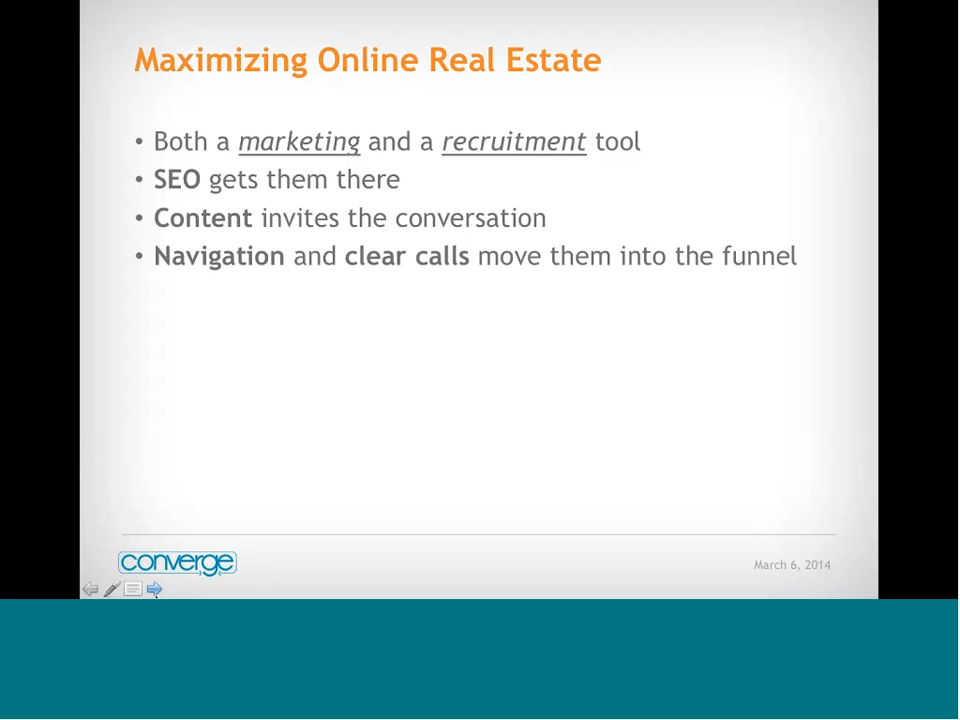 Maximizing Online Real Estate
• Both a marketing and a recruitment tool
• SEO gets them there
• Content invites the conversation
• Navigation and clear calls move them into the funnel
converge
March 6, 2014